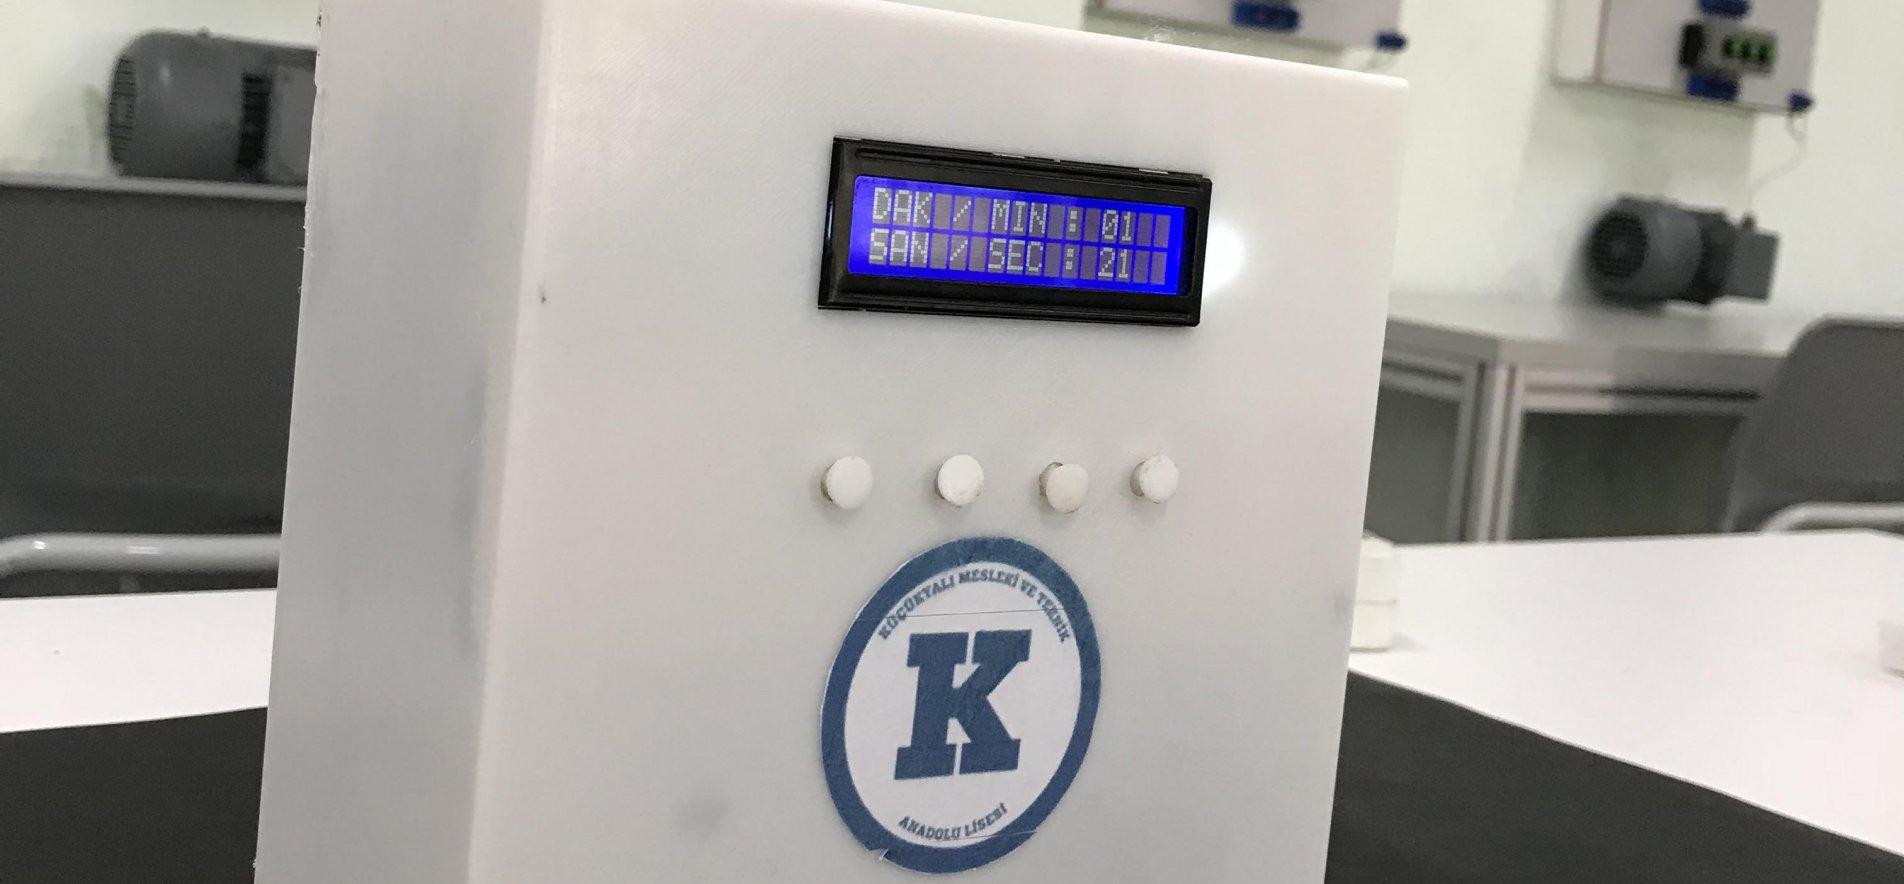 DAK / MIN : 01
SAN / SEC : 21
KÜÇÜKYALI MESLEKİ VE TEKNİK
K
ANADOLU LİSESİ